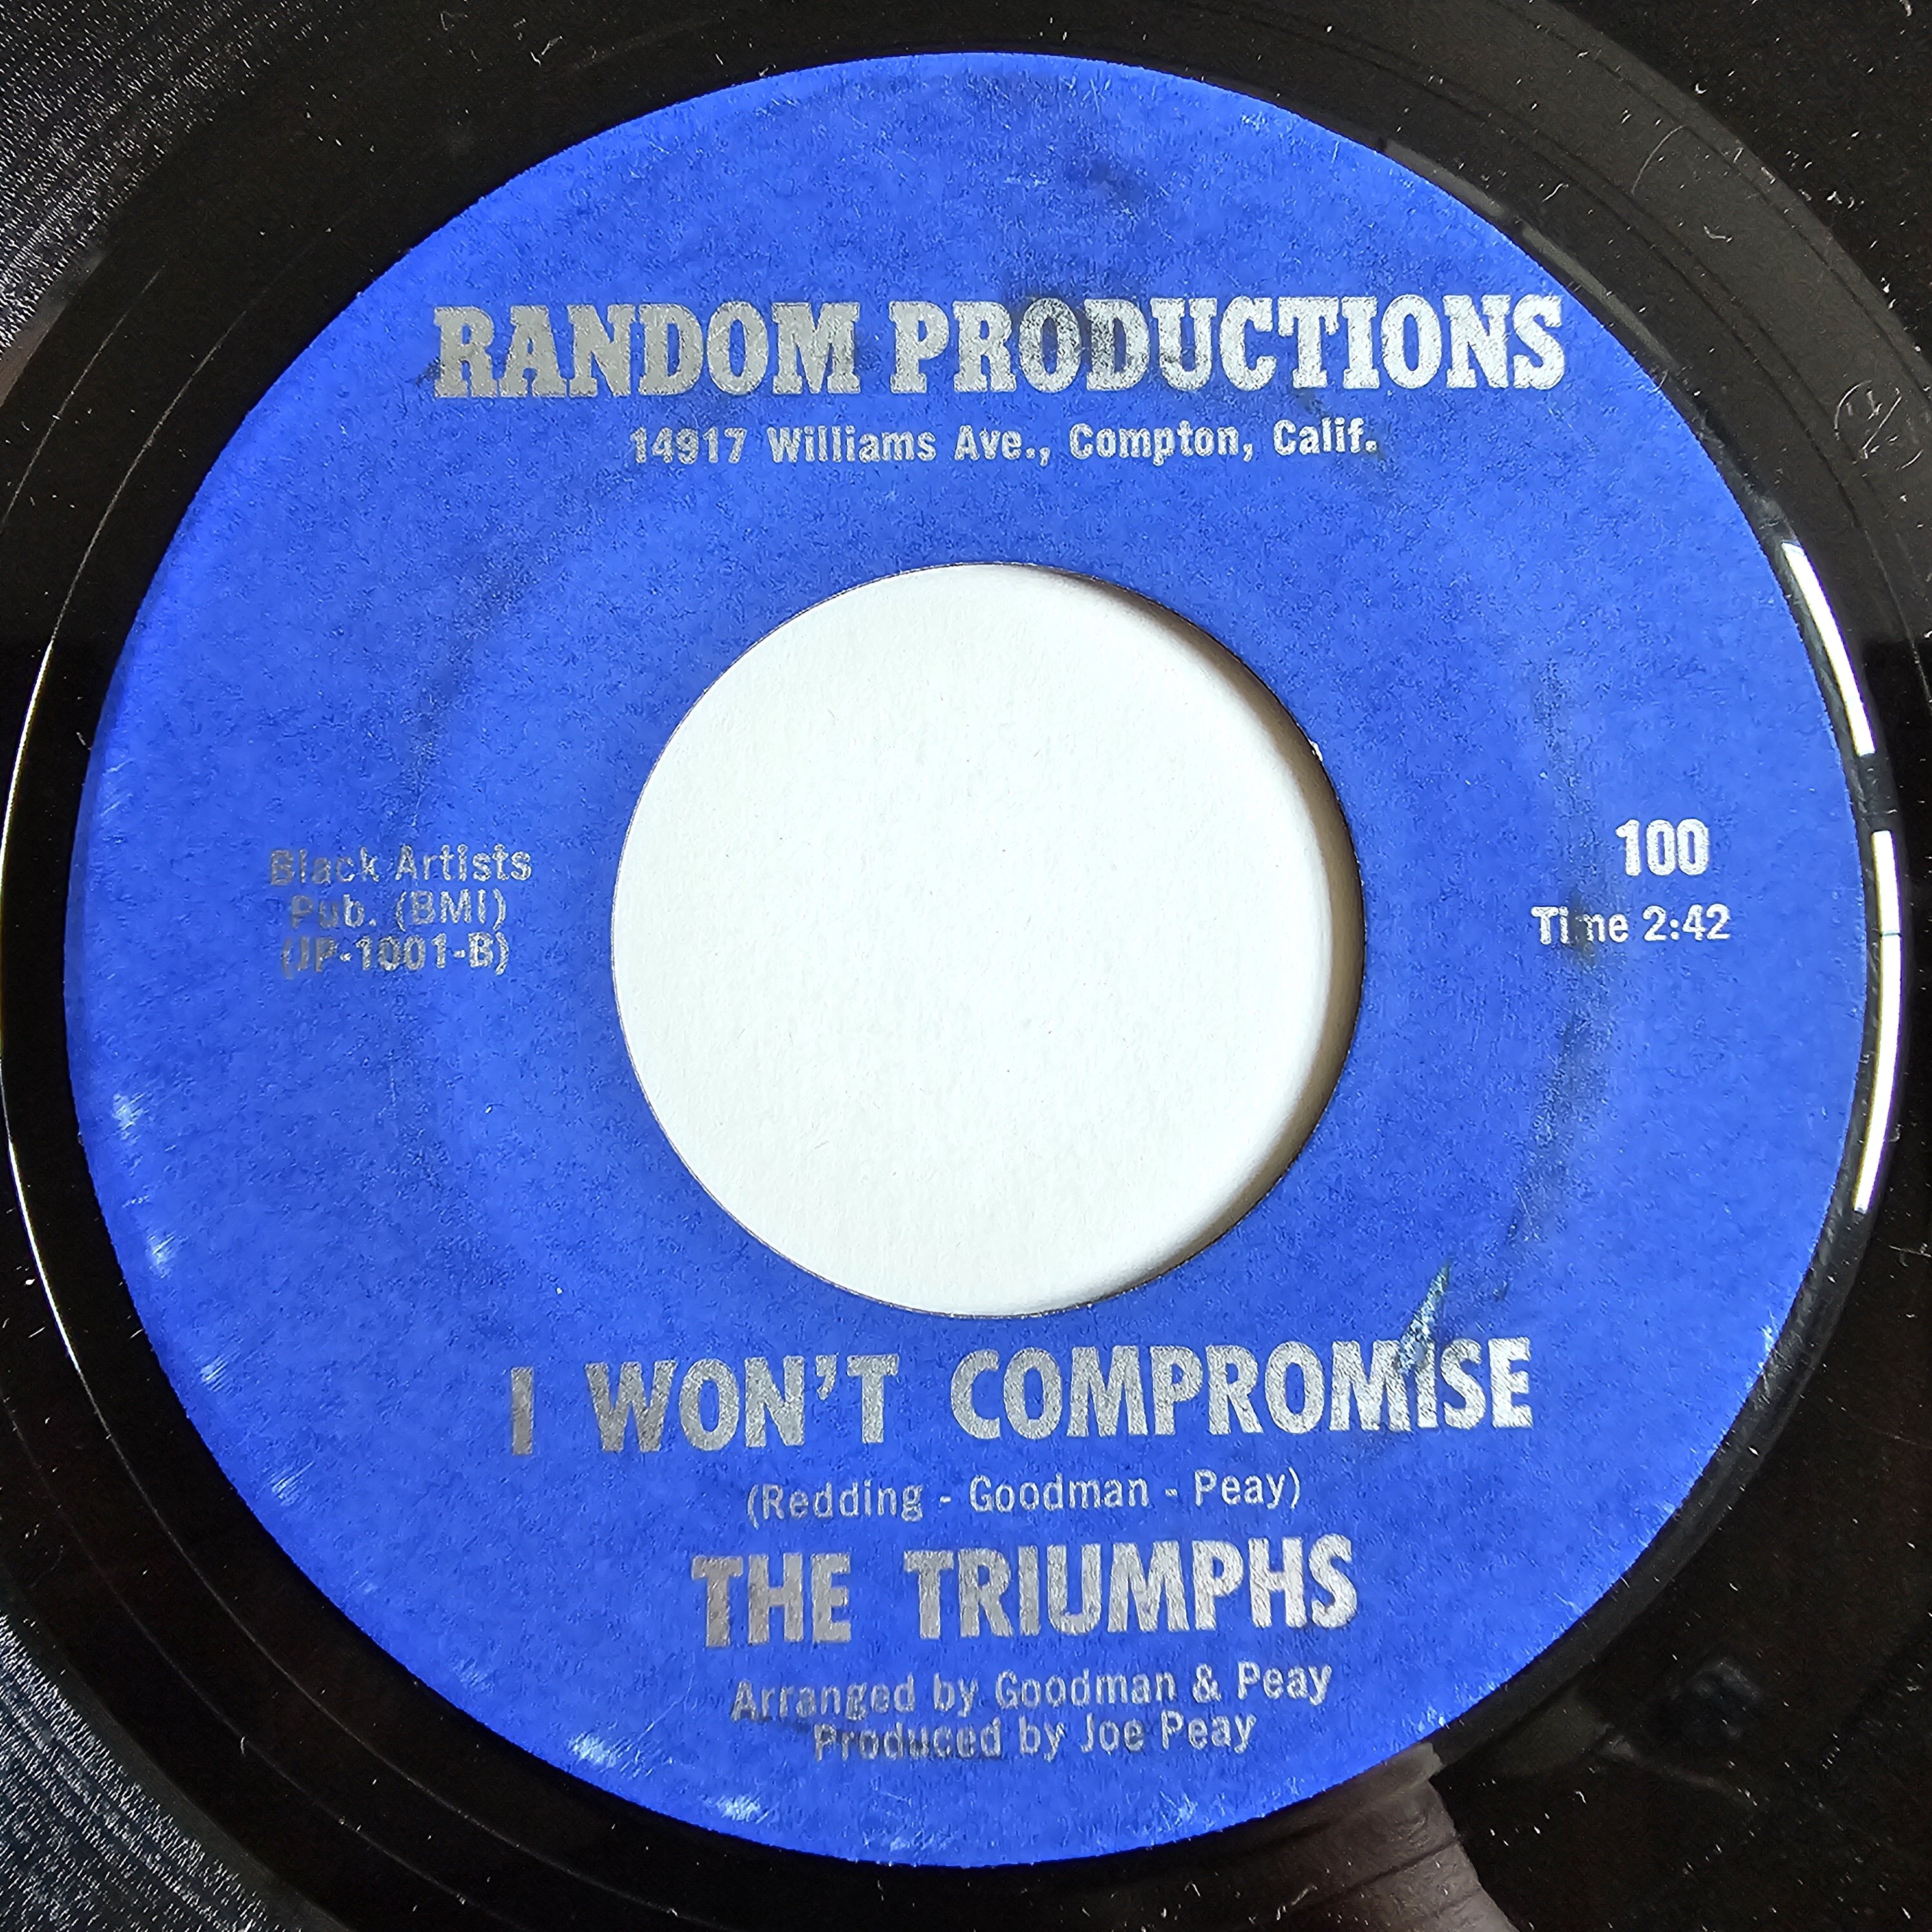 RANDOM PRODUCTIONS
14917 Williams Ave., Compton, Calif.
Black Artists
Pub. (BMI)
(JP-1001-B)
100
Time 2:42
I WON'T COMPROMISE
(Redding - Goodman - Peay)
THE TRIUMPHS
Arranged by Goodman & Peay
Produced by Joe Peay